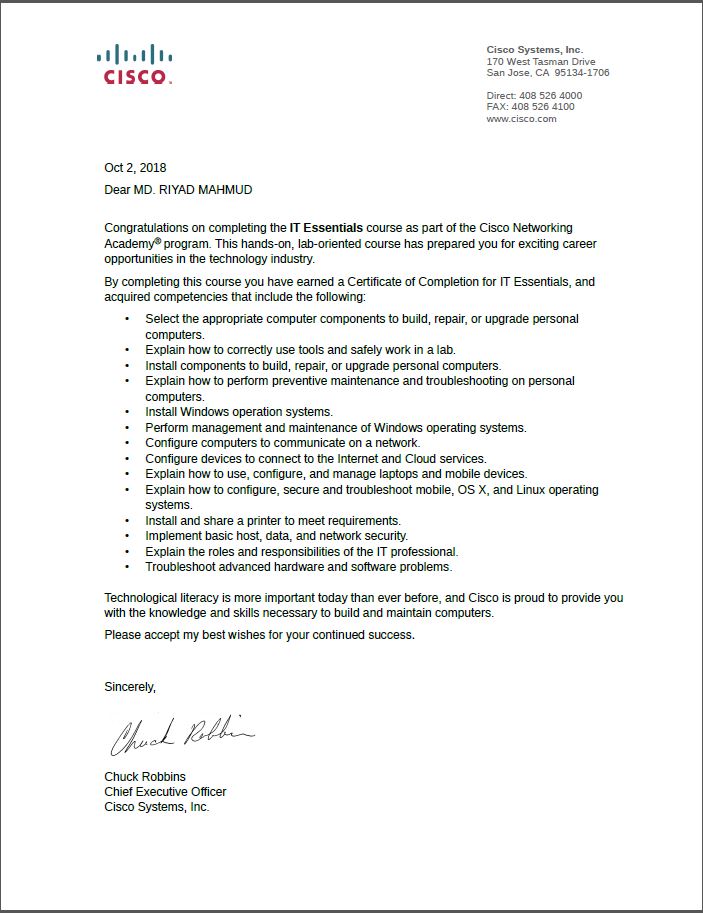 CISCO
Cisco Systems, Inc.
170 West Tasman Drive
San Jose, CA 95134-1706
Direct: 408 526 4000
FAX: 408 526 4100
www.cisco.com
Oct 2, 2018
Dear MD. RIYAD MAHMUD
Congratulations on completing the IT Essentials course as part of the Cisco Networking
Academy® program. This hands-on, lab-oriented course has prepared you for exciting career
opportunities in the technology industry.
By completing this course you have earned a Certificate of Completion for IT Essentials, and
acquired competencies that include the following:
• Select the appropriate computer components to build, repair, or upgrade personal
computers.
• Explain how to correctly use tools and safely work in a lab.
• Install components to build, repair, or upgrade personal computers.
• Explain how to perform preventive maintenance and troubleshooting on personal
computers.
• Install Windows operation systems.
• Perform management and maintenance of Windows operating systems.
• Configure computers to communicate on a network.
• Configure devices to connect to the Internet and Cloud services.
• Explain how to use, configure, and manage laptops and mobile devices.
• Explain how to configure, secure and troubleshoot mobile, OS X, and Linux operating
systems.
• Install and share a printer to meet requirements.
• Implement basic host, data, and network security.
• Explain the roles and responsibilities of the IT professional.
• Troubleshoot advanced hardware and software problems.
Technological literacy is more important today than ever before, and Cisco is proud to provide you
with the knowledge and skills necessary to build and maintain computers.
Please accept my best wishes for your continued success.
Sincerely,
Chuck Robbins
Chuck Robbins
Chief Executive Officer
Cisco Systems, Inc.